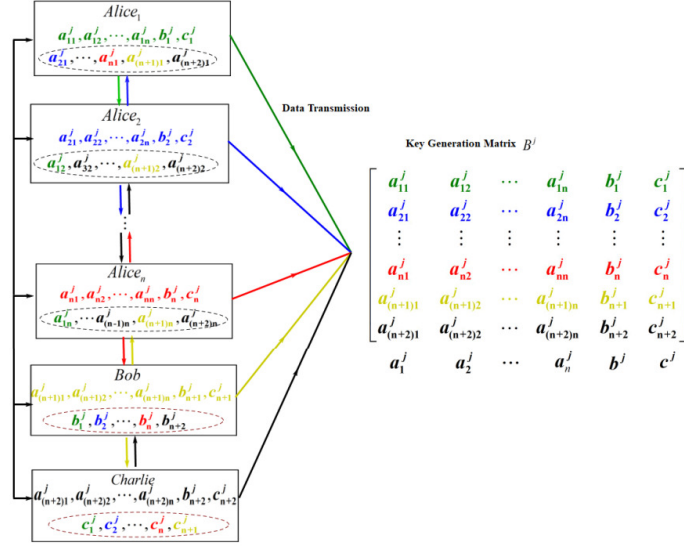 Alice₁
a₁₁ʲ, a₁₂ʲ, ⋯, a₁ₙʲ, b₁ʲ, c₁ʲ
a₂₁ʲ, ⋯, aₙ₁ʲ, a₍ₙ₊₁₎₁ʲ, a₍ₙ₊₂₎₁ʲ
Alice₂
a₂₁ʲ, a₂₂ʲ, ⋯, a₂ₙʲ, b₂ʲ, c₂ʲ
a₁₂ʲ, a₃₂ʲ, ⋯, a₍ₙ₊₁₎₂ʲ, a₍ₙ₊₂₎₂ʲ
⋮
Aliceₙ
aₙ₁ʲ, aₙ₂ʲ, ⋯, aₙₙʲ, bₙʲ, cₙʲ
a₁ₙʲ, ⋯ a₍ₙ₋₁₎ₙʲ, a₍ₙ₊₁₎ₙʲ, a₍ₙ₊₂₎ₙʲ
Bob
a₍ₙ₊₁₎₁ʲ, a₍ₙ₊₁₎₂ʲ, ⋯, a₍ₙ₊₁₎ₙʲ, bₙ₊₁ʲ, cₙ₊₁ʲ
b₁ʲ, b₂ʲ, ⋯, bₙʲ, bₙ₊₂ʲ
Charlie
a₍ₙ₊₂₎₁ʲ, a₍ₙ₊₂₎₂ʲ, ⋯, a₍ₙ₊₂₎ₙʲ, bₙ₊₂ʲ, cₙ₊₂ʲ
c₁ʲ, c₂ʲ, ⋯, cₙʲ, cₙ₊₁ʲ
Data Transmission
Key Generation Matrix Bʲ
a₁₁ʲ a₁₂ʲ ⋯ a₁ₙʲ b₁ʲ c₁ʲ
a₂₁ʲ a₂₂ʲ ⋯ a₂ₙʲ b₂ʲ c₂ʲ
⋮ ⋮ ⋮ ⋮ ⋮
aₙ₁ʲ aₙ₂ʲ ⋯ aₙₙʲ bₙʲ cₙʲ
a₍ₙ₊₁₎₁ʲ a₍ₙ₊₁₎₂ʲ ⋯ a₍ₙ₊₁₎ₙʲ bₙ₊₁ʲ cₙ₊₁ʲ
a₍ₙ₊₂₎₁ʲ a₍ₙ₊₂₎₂ʲ ⋯ a₍ₙ₊₂₎ₙʲ bₙ₊₂ʲ cₙ₊₂ʲ
a₁ʲ a₂ʲ ⋯ aₙʲ bʲ cʲ